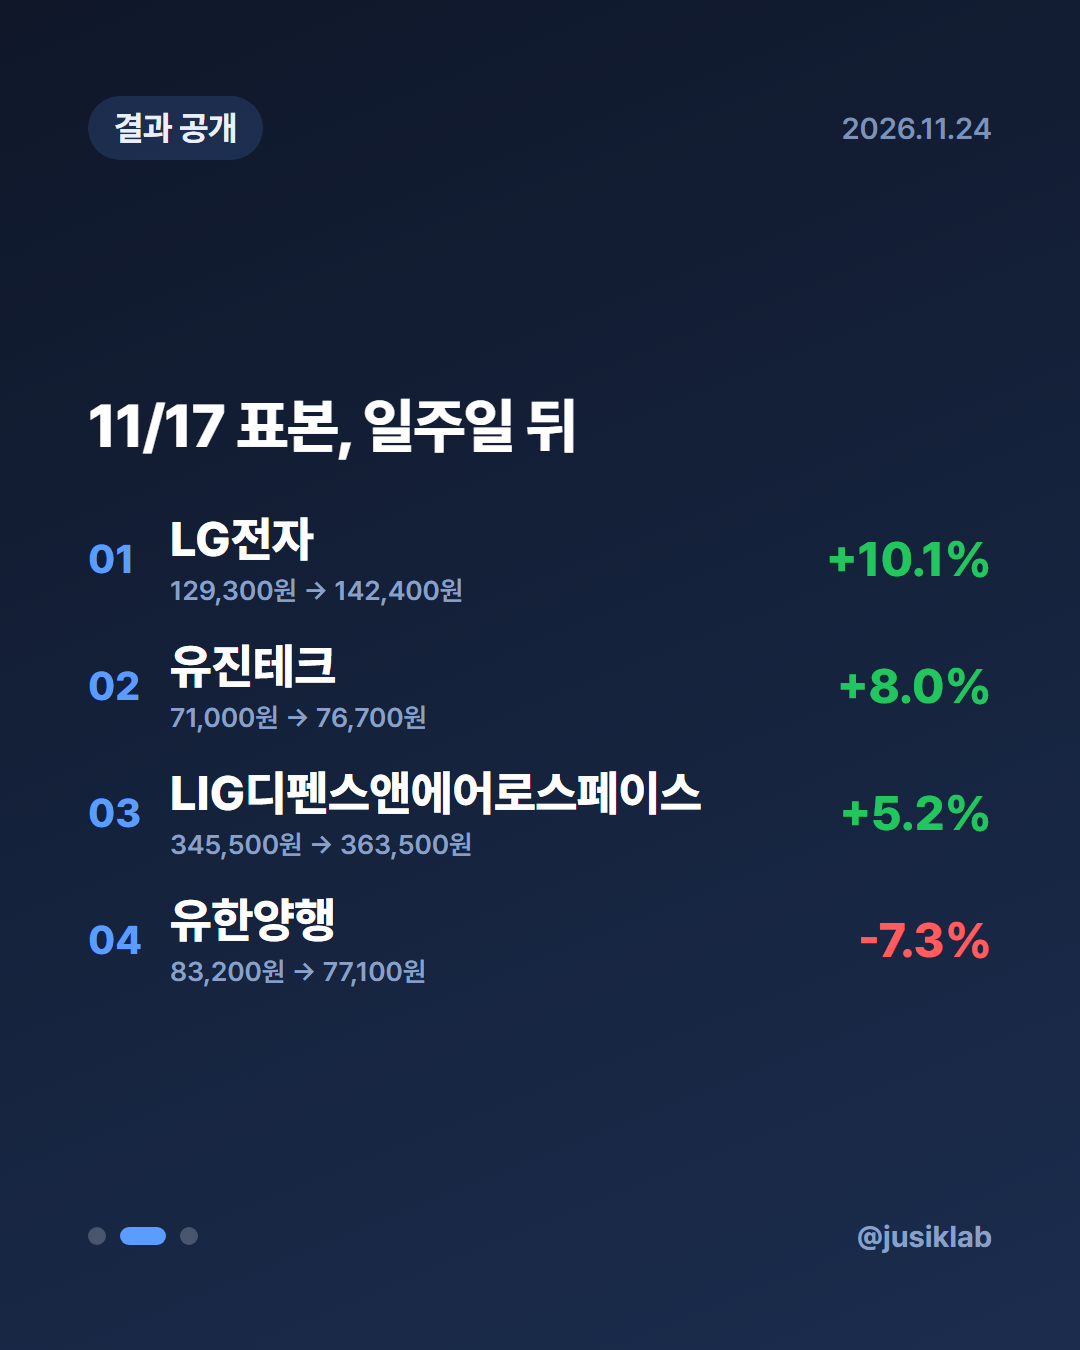 결과 공개
2026.11.24
11/17 표본, 일주일 뒤
01
LG전자
129,300원 → 142,400원
+10.1%
02
유진테크
71,000원 → 76,700원
+8.0%
03
LIG디펜스앤에어로스페이스
345,500원 → 363,500원
+5.2%
04
유한양행
83,200원 → 77,100원
-7.3%
@jusiklab